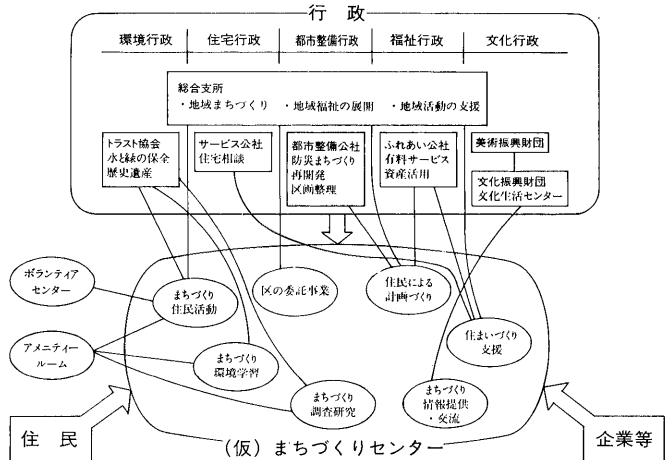 行 政
環境行政 住宅行政 都市整備行政 福祉行政 文化行政
総合支所
・地域まちづくり ・地域福祉の展開 ・地域活動の支援
トラスト協会
水と緑の保全
歴史遺産
サービス公社
住宅相談
都市整備公社
防災まちづくり
再開発
区画整理
ふれあい公社
有料サービス
資産活用
美術振興財団
文化振興財団
文化生活センター
ボランティア
センター
アメニティー
ルーム
まちづくり
住民活動
区の委託事業
住民による
計画づくり
住まいづくり
支援
まちづくり
環境学習
まちづくり
調査研究
まちづくり
情報提供
・交流
住 民
(仮)まちづくりセンター
企業等